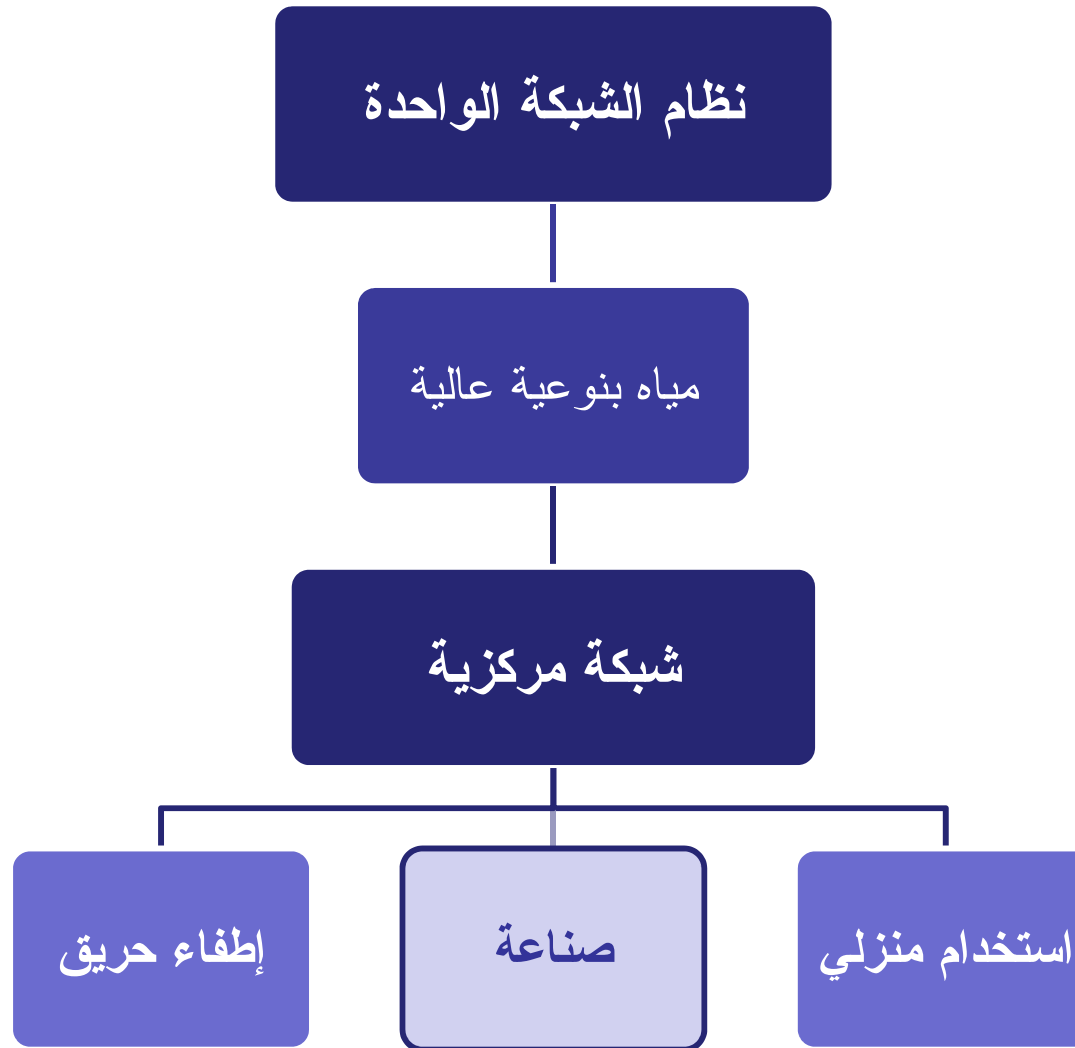 نظام الشبكة الواحدة
مياه بنوعية عالية
شبكة مركزية
استخدام منزلي
صناعة
إطفاء حريق